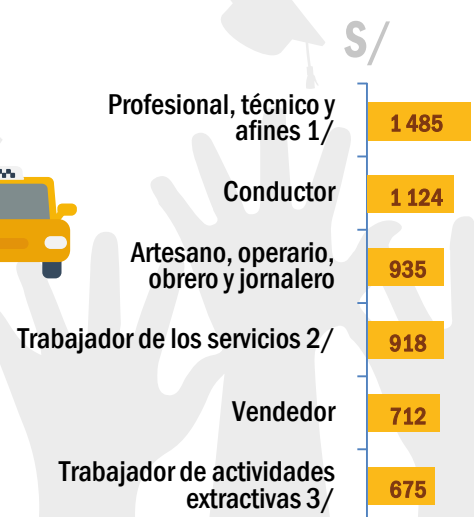 S/
Profesional, técnico y
afines 1/
1 485
Conductor
1 124
Artesano, operario,
obrero y jornalero
935
Trabajador de los servicios 2/
918
Vendedor
712
Trabajador de actividades
extractivas 3/
675